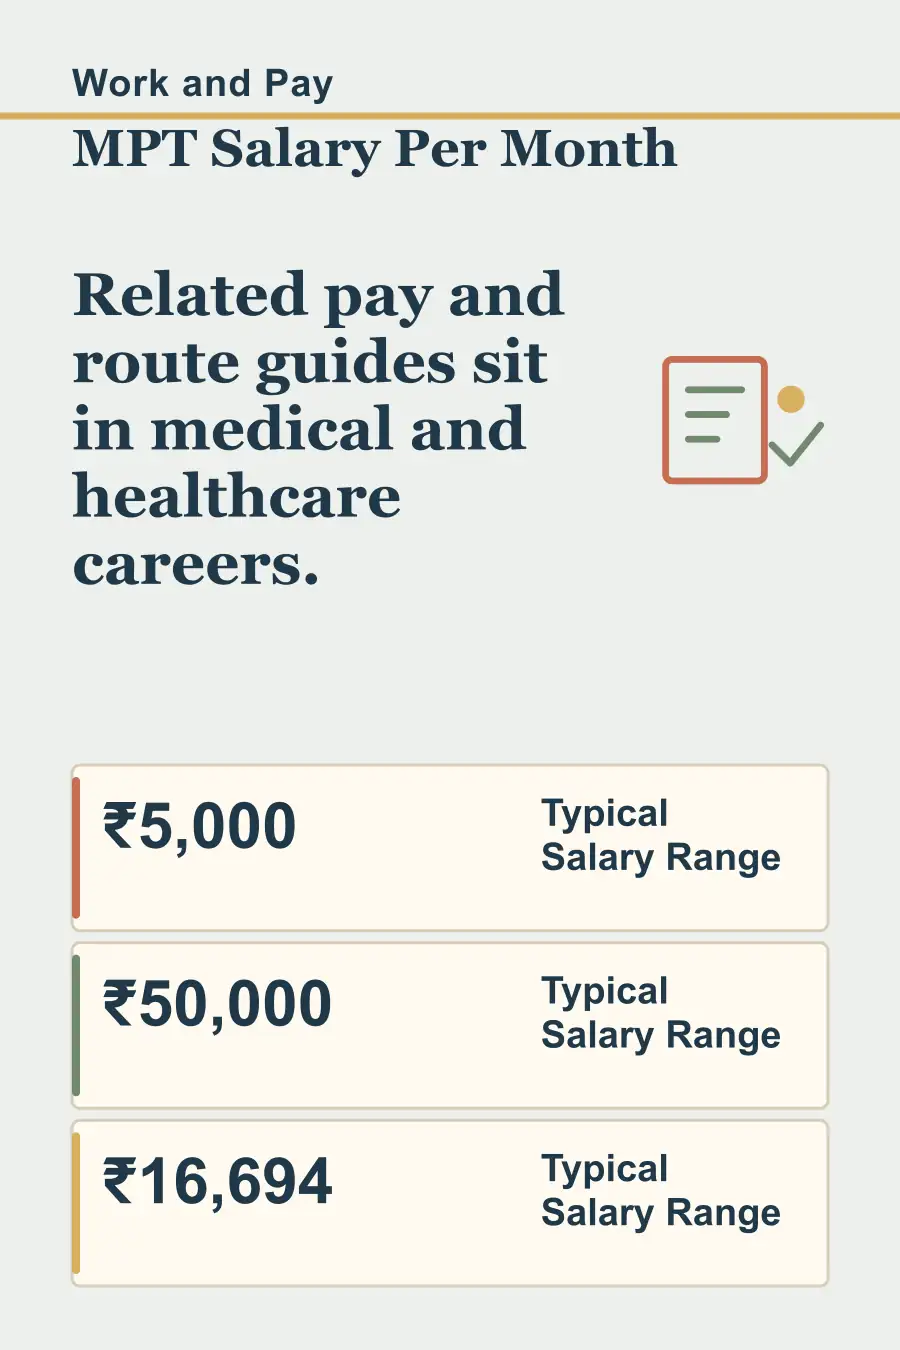 Work and Pay
MPT Salary Per Month
Related pay and
route guides sit
in medical and
healthcare
careers.
₹5,000
Typical
Salary Range
₹50,000
Typical
Salary Range
₹16,694
Typical
Salary Range